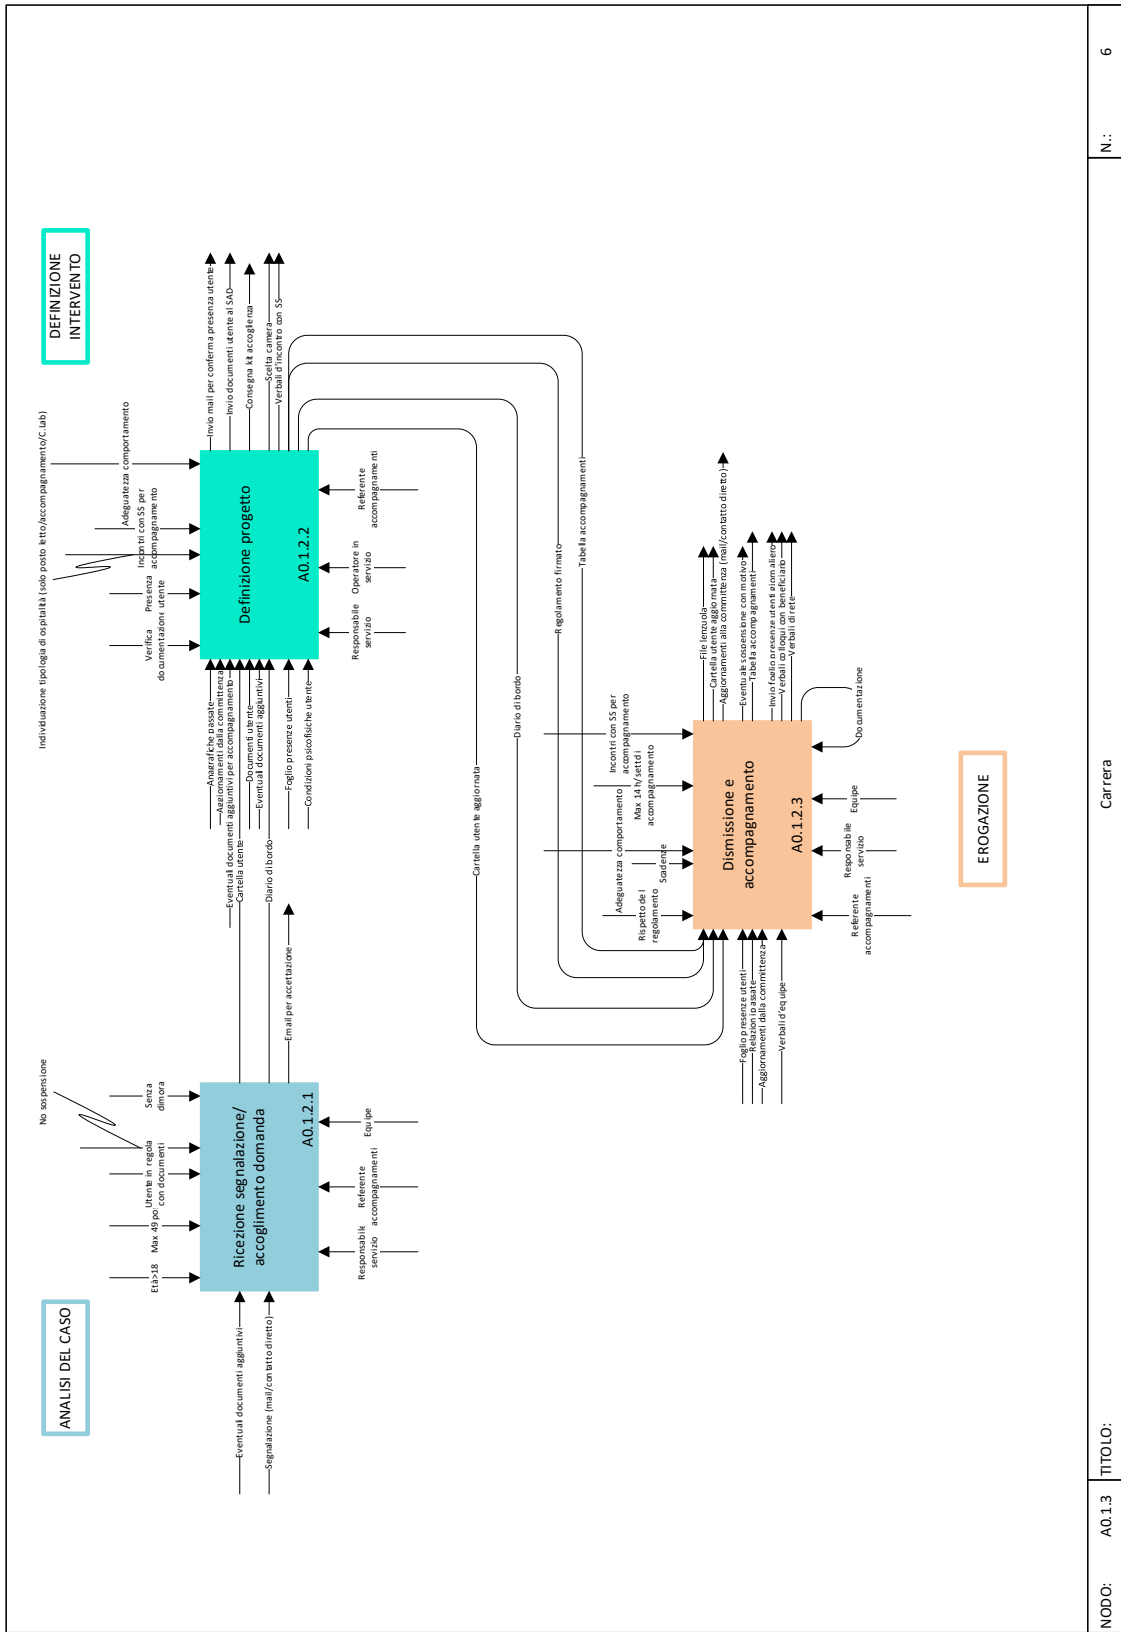 ANALISI DEL CASO
DEFINIZIONE
INTERVENTO
Individuazione tipologia di ospitalità (solo posto letto/accompagnamento/C.lab)
No sospensione
Età>18
Max 49 po
Utente in regola
con documenti
Senza
dimora
Eventuali documenti aggiuntivi
Segnalazione (mail/contatto diretto)
Ricezione segnalazione/
accoglimento domanda
A0.1.2.1
Responsabile
servizio
Referente
accompagnamenti
Equipe
Cartella utente
Diario di bordo
Email per accettazione
Verifica
documentazione
Presenza
utente
Incontri con SS per
accompagnamento
Adeguatezza comportamento
Anagrafiche passate
Aggiornamenti dalla committenza
Eventuali documenti aggiuntivi per accompagnamento
Documenti utente
Eventuali documenti aggiuntivi
Foglio presenze utenti
Condizioni psicofisiche utente
Definizione progetto
A0.1.2.2
Responsabile
servizio
Operatore in
servizio
Referente
accompagnamenti
Invio mail per conferma presenza utente
Invio documenti utente al SAD
Consegna kit accoglienza
Scelta camera
Verbali d'incontro con SS
Tabella accompagnamenti
Regolamento firmato
Diario di bordo
Cartella utente aggiornata
Rispetto del
regolamento
Scadenze
Adeguatezza comportamento
Max 14 h/sett di
accompagnamento
Incontri con SS per
accompagnamento
Foglio presenze utenti
Relazioni passate
Aggiornamenti dalla committenza
Verbali d'equipe
Dismissione e
accompagnamento
A0.1.2.3
Referente
accompagnamenti
Responsabile
servizio
Equipe
File lenzuola
Cartella utente aggiornata
Aggiornamenti alla committenza (mail/contatto diretto)
Eventuale sospensione con motivo
Tabella accompagnamenti
Invio foglio presenze utenti giornaliero
Verbali colloqui con beneficiario
Verbali di rete
Documentazione
EROGAZIONE
NODO:
A0.1.3
TITOLO:
Carrera
N.:
6